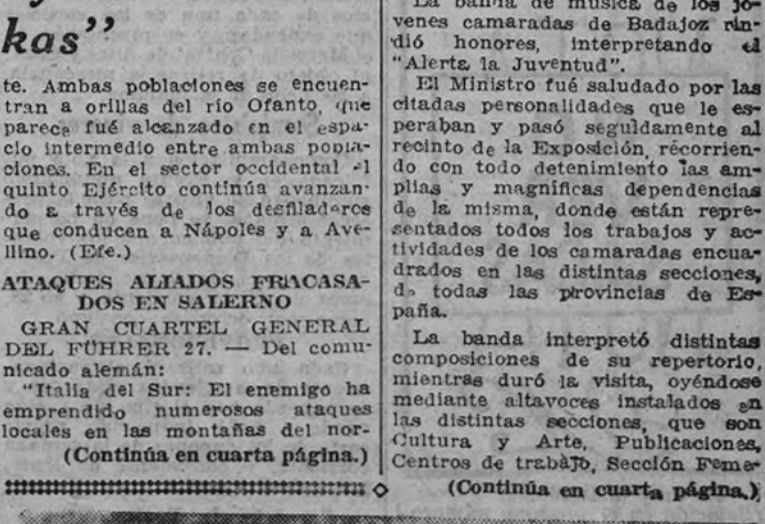 kas”
te. Ambas poblaciones se encuen-
tran a orillas del río Ofanto, que
parece fué alcanzado en el espa-
cio intermedio entre ambas pobla-
ciones. En el sector occidental el
quinto Ejército continúa avanzan-
do a través de los desfiladeros
que conducen a Nápoles y a Ave-
llino. (Efe.)
ATAQUES ALIADOS FRACASA-
DOS EN SALERNO
GRAN CUARTEL GENERAL
DEL FÜHRER 27. — Del comu-
nicado alemán:
"Italia del Sur: El enemigo ha
emprendido numerosos ataques
locales en las montañas del nor-
(Continúa en cuarta página.)
La banda de música de los jó-
venes camaradas de Badajoz rin-
dió honores, interpretando el
"Alerta la Juventud".
El Ministro fué saludado por las
citadas personalidades que le es-
peraban y pasó seguidamente al
recinto de la Exposición, recorrien-
do con todo detenimiento las am-
plias y magníficas dependencias
de la misma, donde están repre-
sentados todos los trabajos y ac-
tividades de los camaradas encua-
drados en las distintas secciones,
de todas las provincias de Es-
paña.
La banda interpretó distintas
composiciones de su repertorio,
mientras duró la visita, oyéndose
mediante altavoces instalados en
las distintas secciones, que son
Cultura y Arte, Publicaciones,
Centros de trabajo, Sección Femer
(Continúa en cuarta página.)